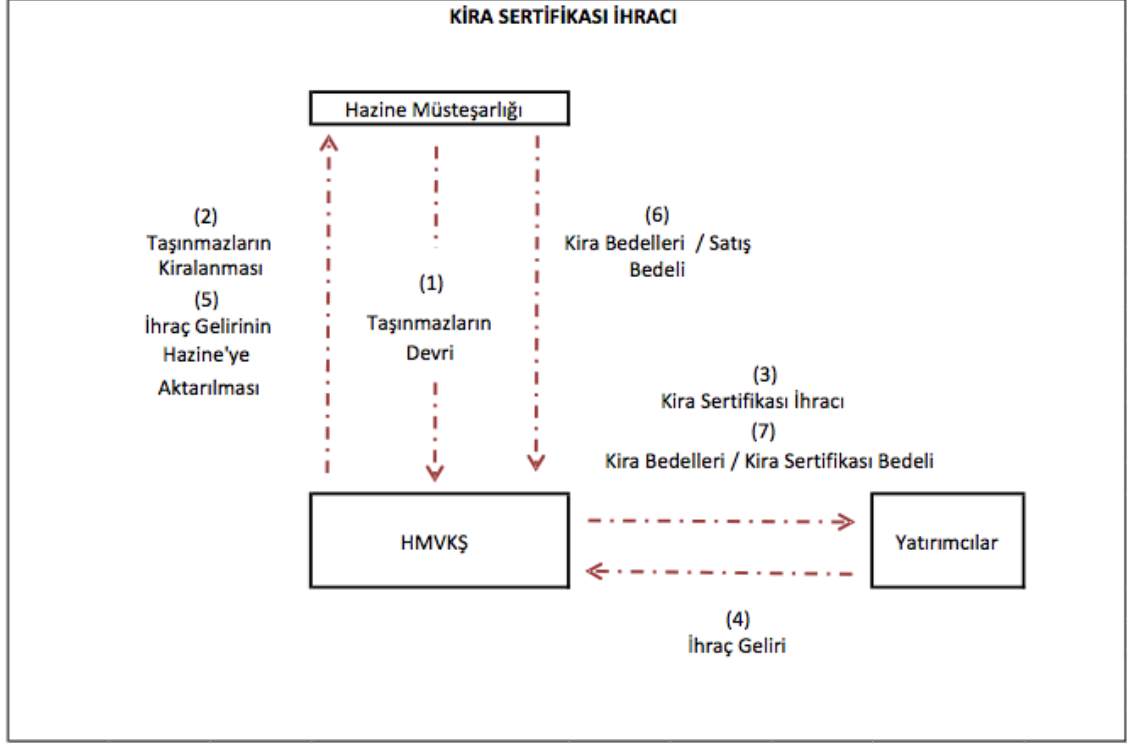 KİRA SERTİFİKASI İHRACI
Hazine Müsteşarlığı
(2)
Taşınmazların
Kiralanması
(5)
İhraç Gelirinin
Hazine'ye
Aktarılması
(1)
Taşınmazların
Devri
(6)
Kira Bedelleri / Satış
Bedeli
(3)
Kira Sertifikası İhracı
(7)
Kira Bedelleri / Kira Sertifikası Bedeli
HMVKŞ
Yatırımcılar
(4)
İhraç Geliri